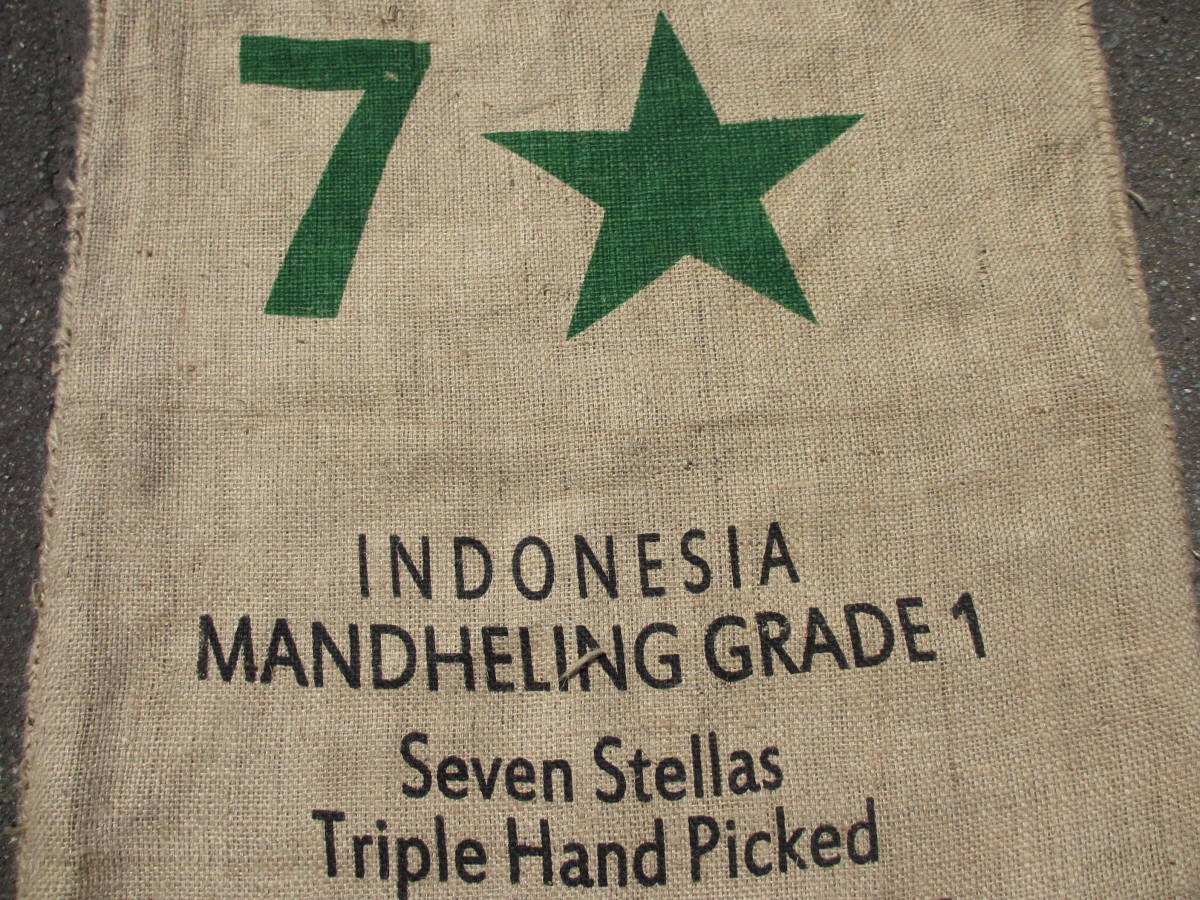 7
INDONESIA
MANDHELING GRADE 1
Seven Stellas
Triple Hand Picked